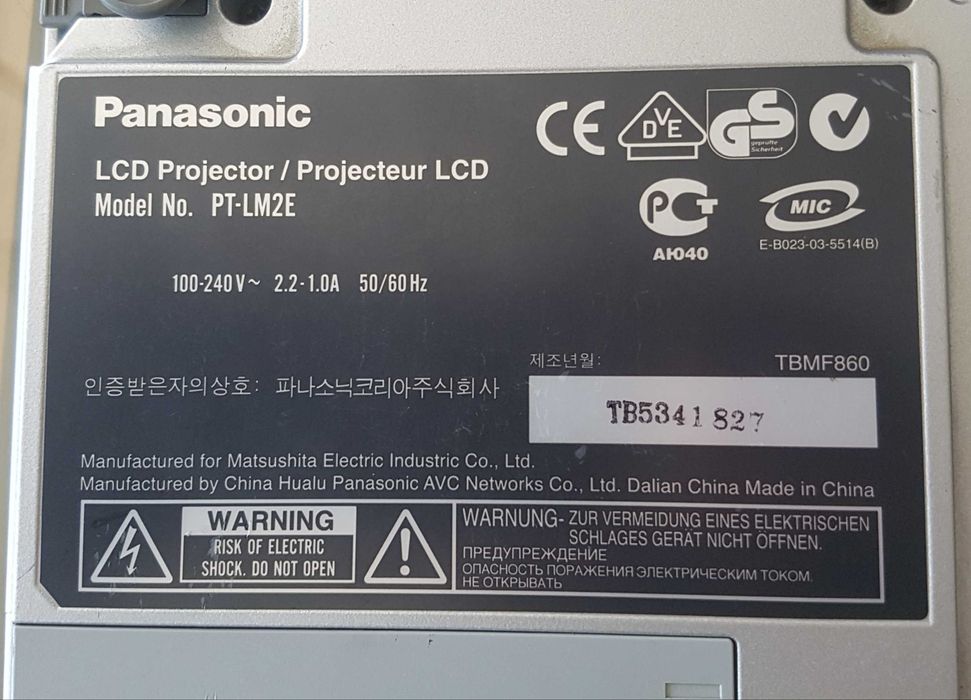 Panasonic
LCD Projector / Projecteur LCD
Model No. PT-LM2E
100-240V~ 2.2-1.0A 50/60Hz
CE
DVE
GS
geprüfte
Sicherheit
PCT
АЮ40
MIC
E-B023-03-5514(B)
제조년월:
TBMF860
인증받은자의상호: 파나소닉코리아주식회사
TB5341827
Manufactured for Matsushita Electric Industric Co., Ltd.
Manufactured by China Hualu Panasonic AVC Networks Co., Ltd. Dalian China Made in China
WARNING
RISK OF ELECTRIC
SHOCK. DO NOT OPEN
WARNUNG- ZUR VERMEIDUNG EINES ELEKTRISCHEN
SCHLAGES GERÄT NICHT ÖFFNEN.
ПРЕДУПРЕЖДЕНИЕ
ОПАСНОСТЬ ПОРАЖЕНИЯ ЭЛЕКТРИЧЕСКИМ ТОКОМ.
НЕ ОТКРЫВАТЬ